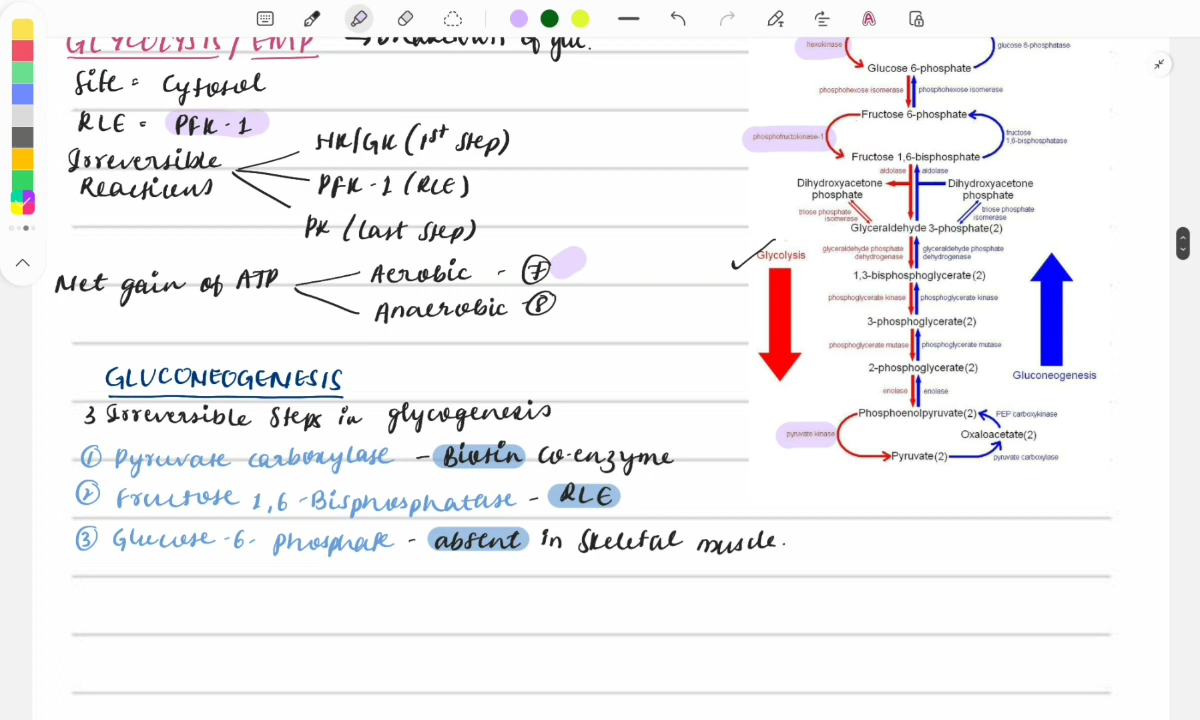 GLYCOLYSIS / EMP → Breakdown of glu.
Site = Cytosol
RLE = PFK-1
Irreversible
Reactions
HK/GK (1st Step)
PFK-1 (RLE)
PK (Last Step)
Net gain of ATP
Aerobic - 7
Anaerobic -
GLUCONEOGENESIS
3 Irreversible Steps in glycogenesis
① Pyruvate carboxylase - Biotin Co-enzyme
② Fructose 1,6-Bisphosphatase - RLE
③ Glucose-6-Phosphate - absent in Skeletal muscle.
hexokinase
glucose 6-phosphatase
Glucose 6-phosphate
phosphohexose isomerase
phosphohexose isomerase
Fructose 6-phosphate
phosphofructokinase-1
fructose
1,6-bisphosphatase
Fructose 1,6-bisphosphate
aldolase
aldolase
Dihydroxyacetone
phosphate
Dihydroxyacetone
phosphate
triose phosphate
isomerase
triose phosphate
isomerase
Glyceraldehyde 3-phosphate(2)
Glycolysis
glyceraldehyde phosphate
dehydrogenase
glyceraldehyde phosphate
dehydrogenase
1,3-bisphosphoglycerate(2)
phosphoglycerate kinase
phosphoglycerate kinase
3-phosphoglycerate(2)
phosphoglycerate mutase
phosphoglycerate mutase
2-phosphoglycerate(2)
Gluconeogenesis
enolase
enolase
Phosphoenolpyruvate(2)
PEP carboxykinase
pyruvate kinase
Oxaloacetate(2)
Pyruvate(2)
pyruvate carboxylase